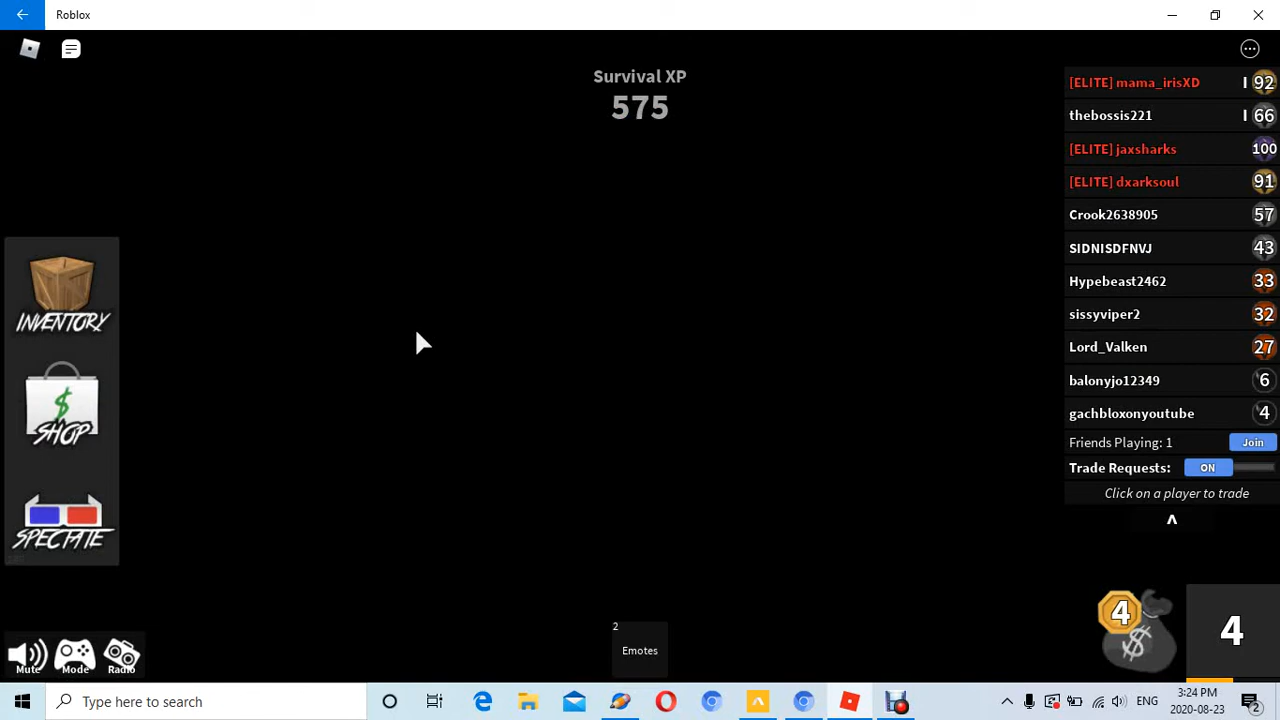 Roblox
Survival XP
575
[ELITE] mama_irisXD I 92
thebossis221 I 66
[ELITE] jaxsharks 100
[ELITE] dxarksoul 91
Crook2638905 57
SIDNISDFNVJ 43
Hypebeast2462 33
sissyviper2 32
Lord_Valken 27
balonyjo12349 6
gachbloxonyoutube 4
Friends Playing: 1 Join
Trade Requests: ON
Click on a player to trade
^
INVENTORY
$
SHOP
SPECTATE
Mute Mode Radio
2
Emotes
4
$
4
Type here to search
ENG
3:24 PM
2020-08-23
2